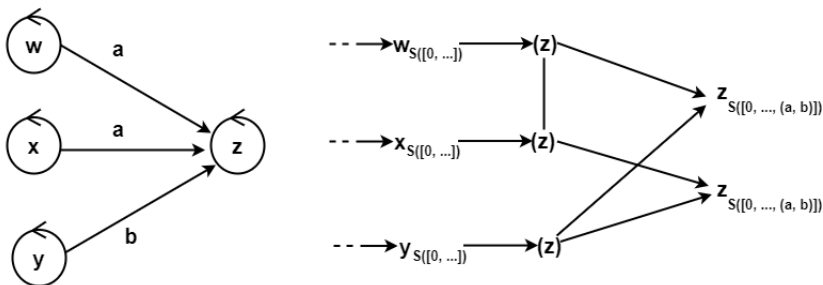 w
a
x
a
z
y
b
w S([0, ...])
(z)
z S([0, ..., (a, b)])
x S([0, ...])
(z)
z S([0, ..., (a, b)])
y S([0, ...])
(z)